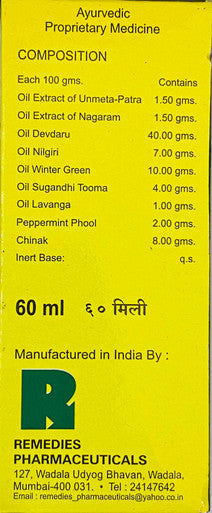 Ayurvedic
Proprietary Medicine
COMPOSITION
Each 100 gms. Contains
Oil Extract of Unmeta-Patra 1.50 gms.
Oil Extract of Nagaram 1.50 gms.
Oil Devdaru 40.00 gms.
Oil Nilgiri 7.00 gms.
Oil Winter Green 10.00 gms.
Oil Sugandhi Tooma 4.00 gms.
Oil Lavanga 1.00 gms.
Peppermint Phool 2.00 gms.
Chinak 8.00 gms.
Inert Base: q.s.
60 ml ६० मिली
Manufactured in India By :
R
REMEDIES
PHARMACEUTICALS
127, Wadala Udyog Bhavan, Wadala,
Mumbai-400 031. • Tel : 24147642
Email : remedies_pharmaceuticals@yahoo.co.in